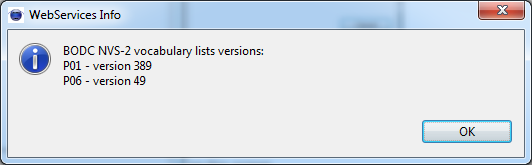 WebServices Info
BODC NVS-2 vocabulary lists versions:
P01 - version 389
P06 - version 49
OK